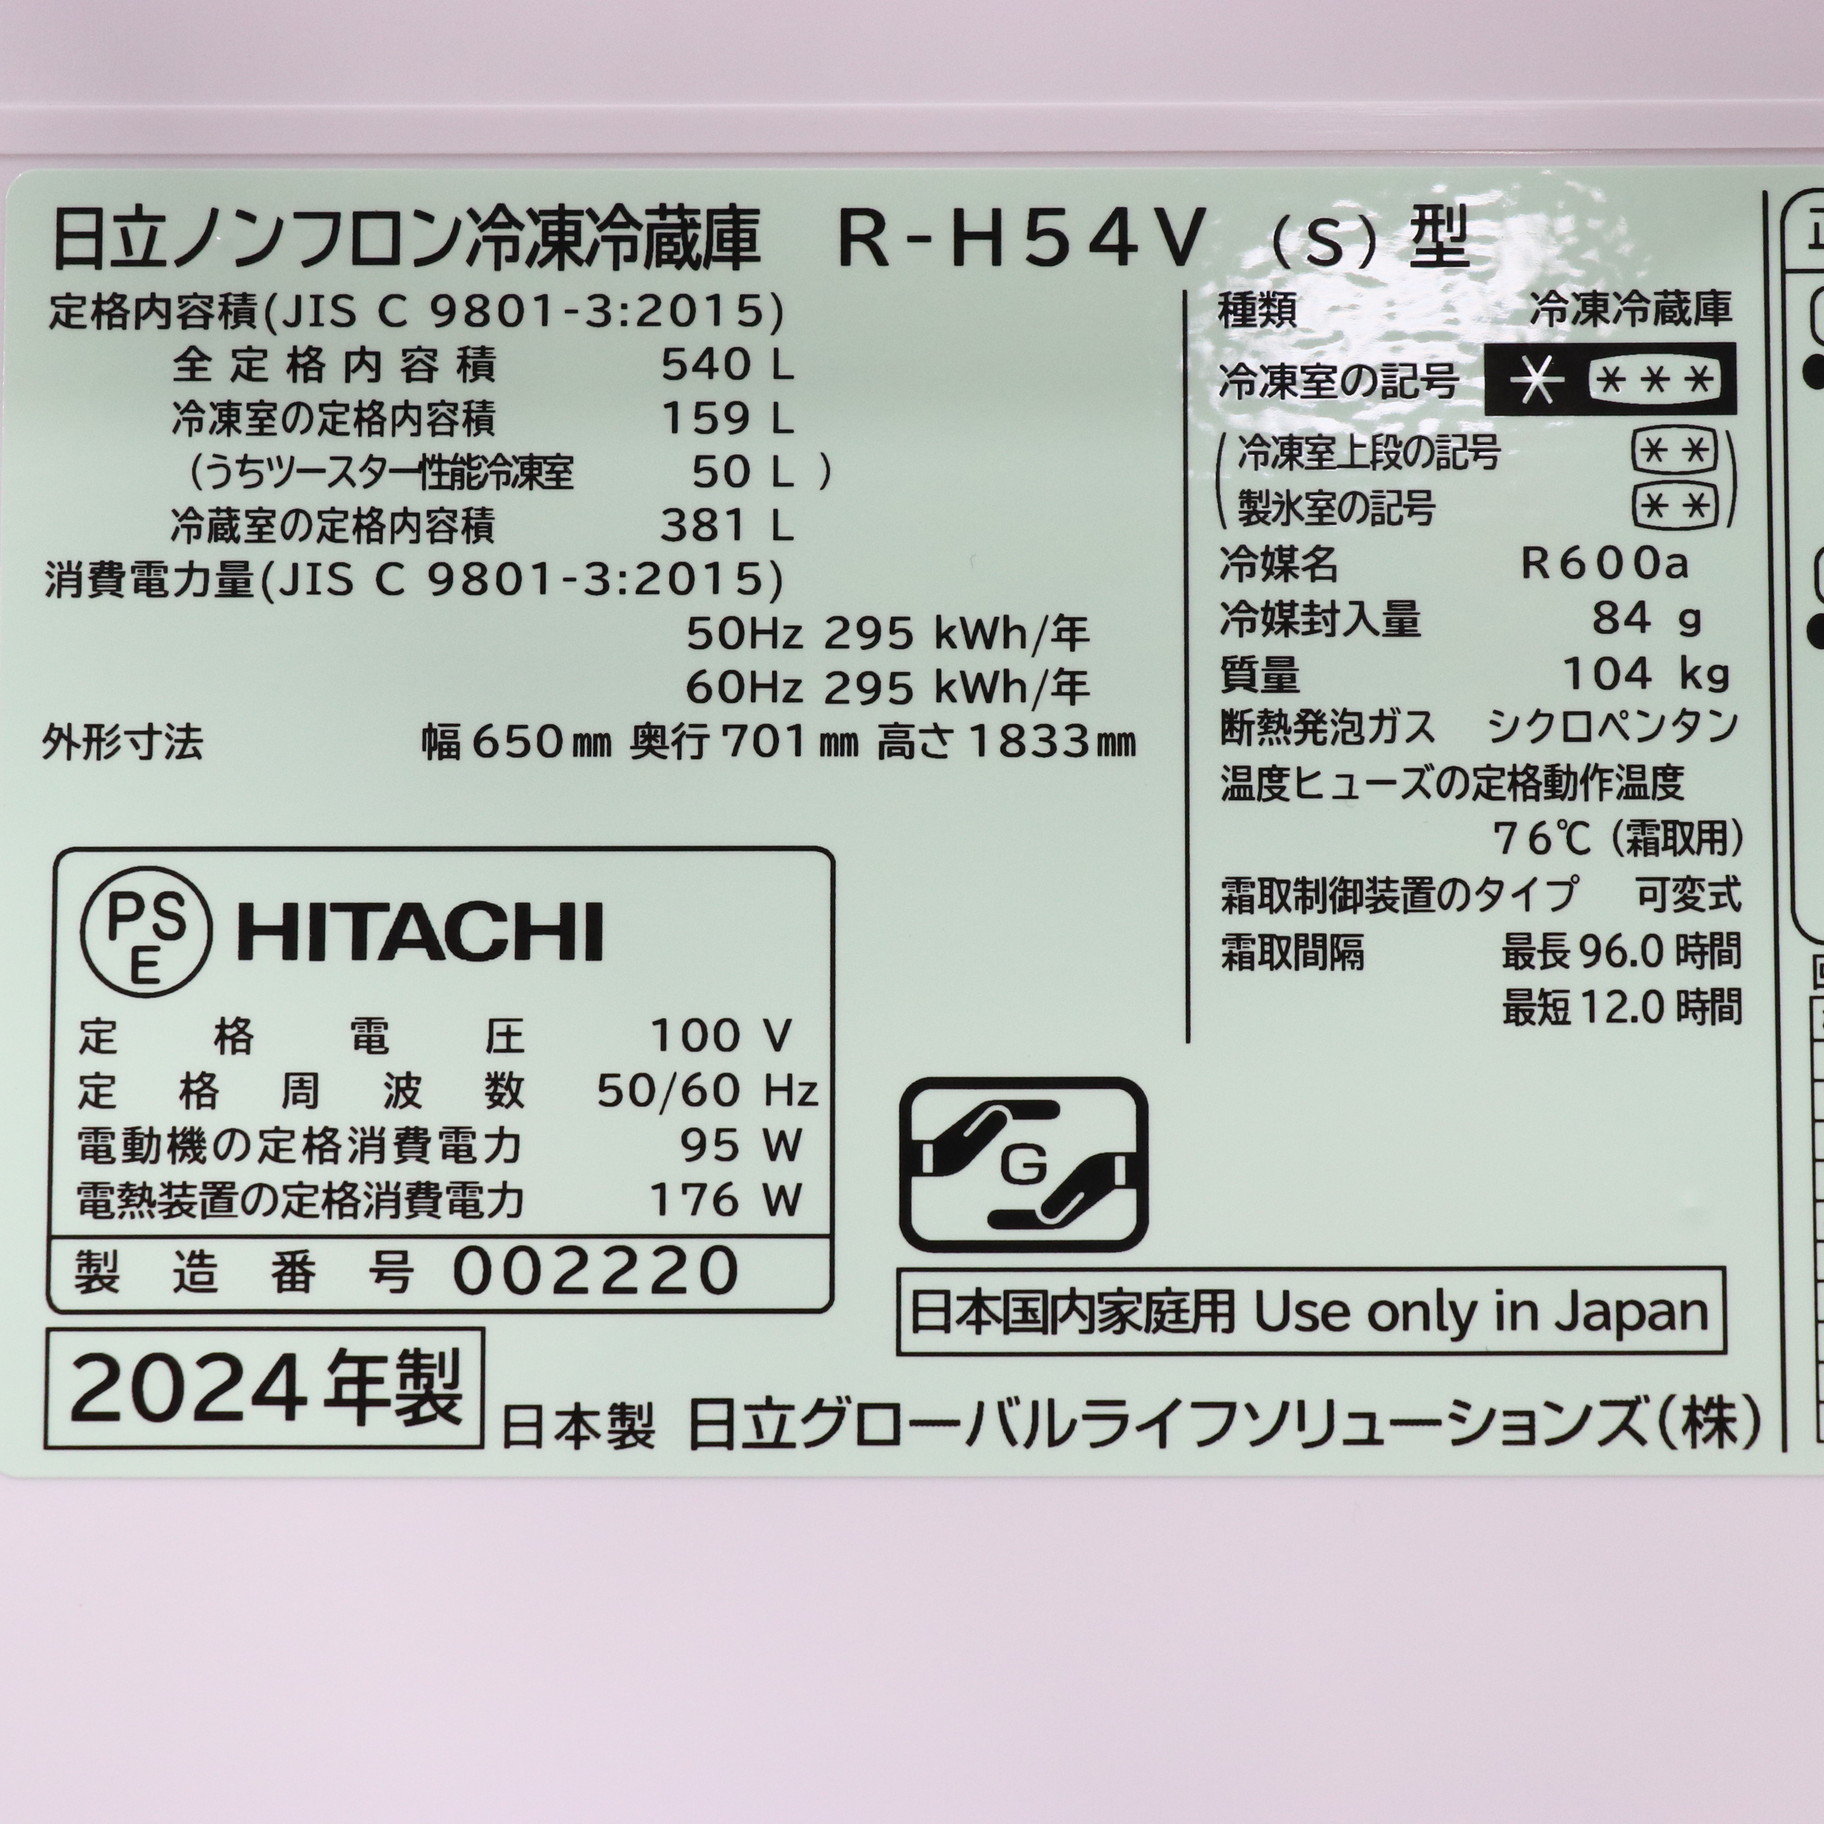 日立ノンフロン冷凍冷蔵庫 R-H54V (S) 型
定格内容積(JIS C 9801-3:2015)
全定格内容積 540 L
冷凍室の定格内容積 159 L
(うちツースター性能冷凍室 50 L )
冷蔵室の定格内容積 381 L
消費電力量(JIS C 9801-3:2015)
50Hz 295 kWh/年
60Hz 295 kWh/年
外形寸法 幅650㎜ 奥行701㎜ 高さ1833㎜
種類 冷凍冷蔵庫
冷凍室の記号 * ***
(冷凍室上段の記号 **
製氷室の記号 **)
冷媒名 R600a
冷媒封入量 84 g
質量 104 kg
断熱発泡ガス シクロペンタン
温度ヒューズの定格動作温度
76℃ (霜取用)
霜取制御装置のタイプ 可変式
霜取間隔 最長 96.0 時間
最短 12.0 時間
PSE HITACHI
定格電圧 100 V
定格周波数 50/60 Hz
電動機の定格消費電力 95 W
電熱装置の定格消費電力 176 W
製造番号 002220
G
日本国内家庭用 Use only in Japan
2024年製
日本製 日立グローバルライフソリューションズ(株)